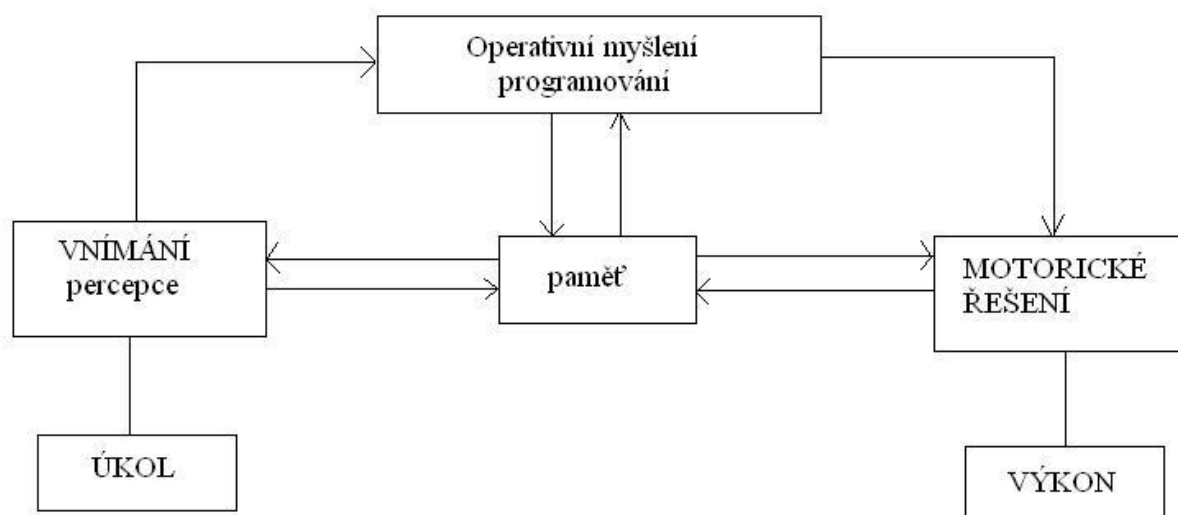 Operativní myšlení
programování
VNÍMÁNÍ
percepce
paměť
MOTORICKÉ
ŘEŠENÍ
ÚKOL
VÝKON